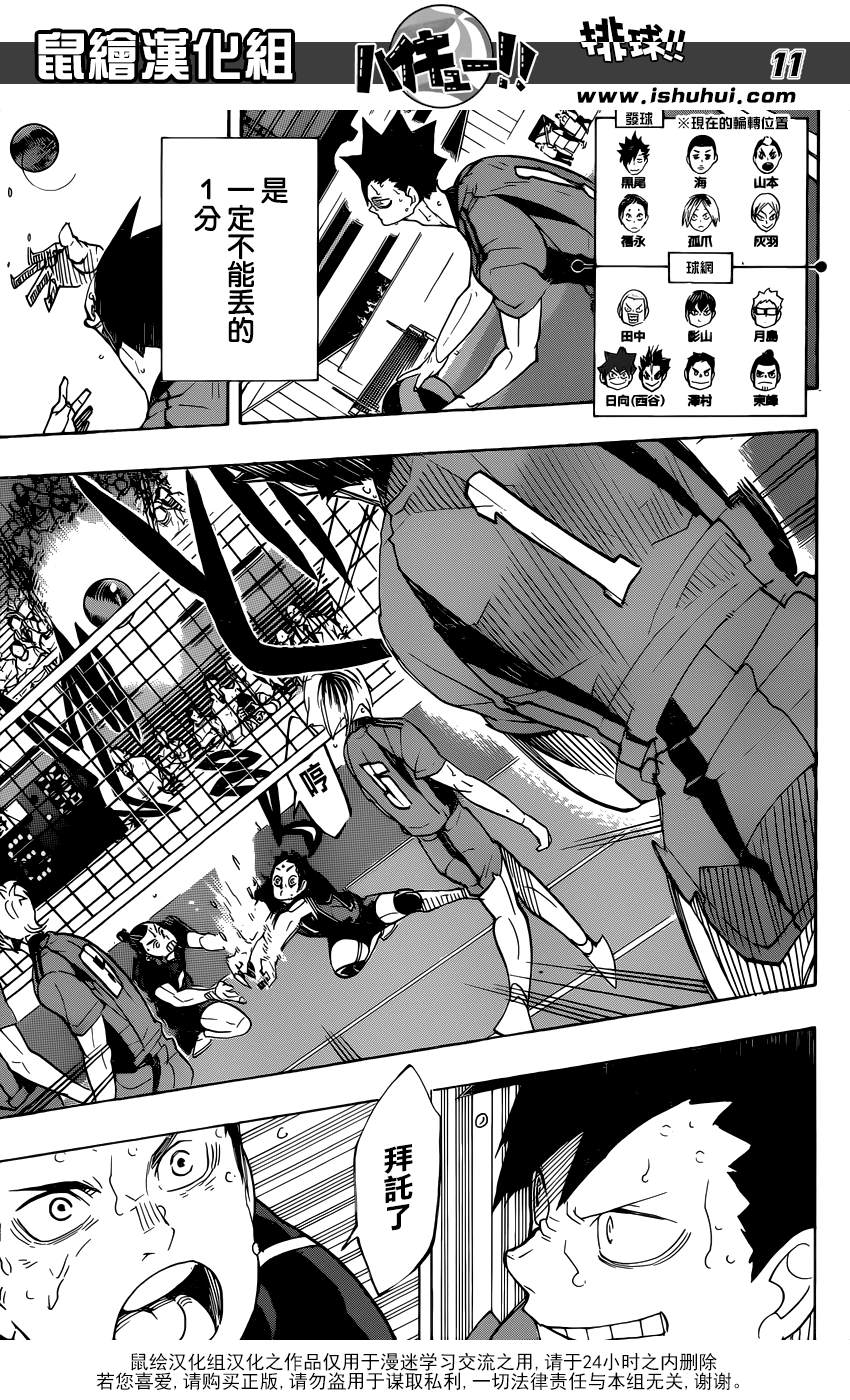 鼠繪漢化組
ハイキュー!!
排球!!
11
www.ishuhui.com
發球
※現在的輪轉位置
黒尾 海 山本
福永 孤爪 灰羽
球網
田中 影山 月島
日向(西谷) 澤村 東峰
是
一定不能丟的
1分
哼
5
1
拜託了
鼠绘汉化组汉化之作品仅用于漫迷学习交流之用, 请于24小时之内删除
若您喜爱, 请购买正版, 请勿盗用于谋取私利, 一切法律责任与本组无关, 谢谢。